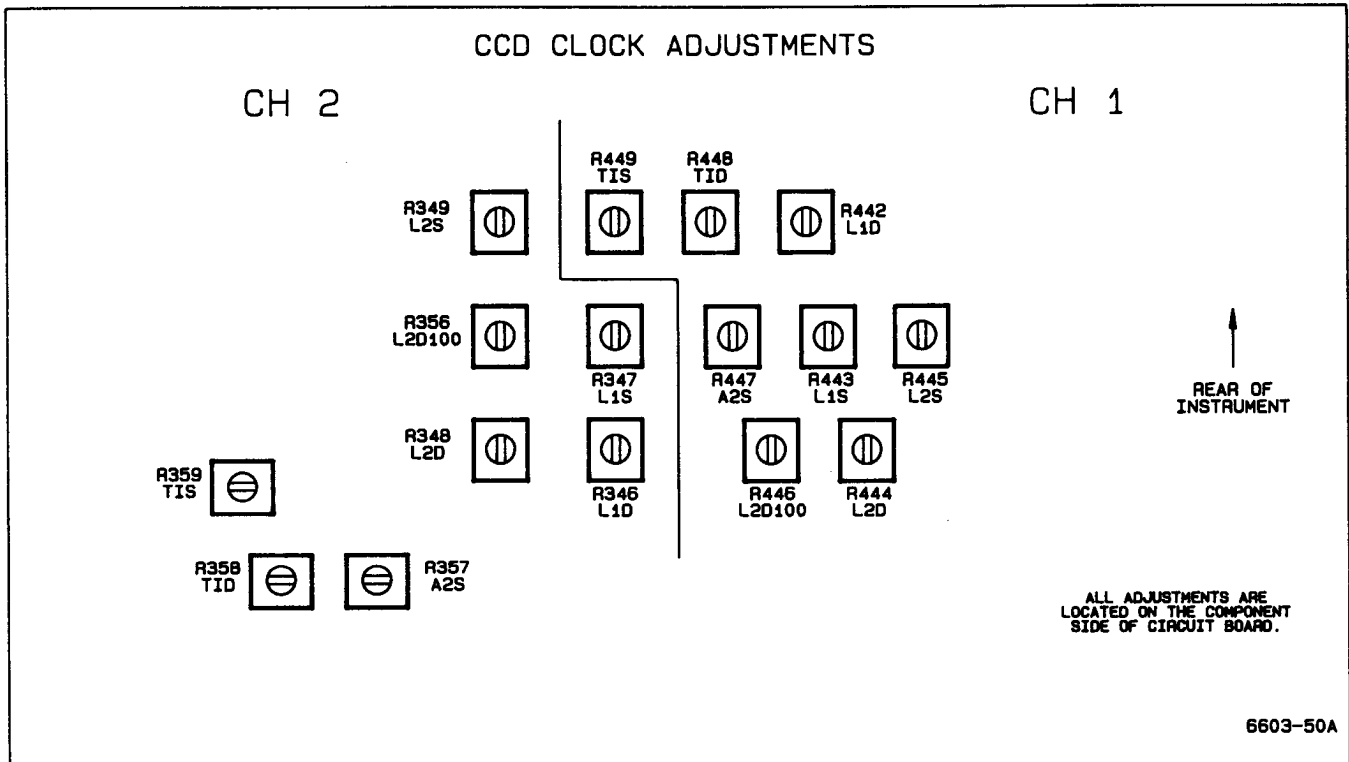 CCD CLOCK ADJUSTMENTS
CH 2
CH 1
R449
TIS
R448
TID
R349
L2S
R442
L1D
R356
L2D100
R347
L1S
R447
A2S
R443
L1S
R445
L2S
REAR OF
INSTRUMENT
R348
L2D
R346
L1D
R446
L2D100
R444
L2D
R359
TIS
R358
TID
R357
A2S
ALL ADJUSTMENTS ARE
LOCATED ON THE COMPONENT
SIDE OF CIRCUIT BOARD.
6603-50A